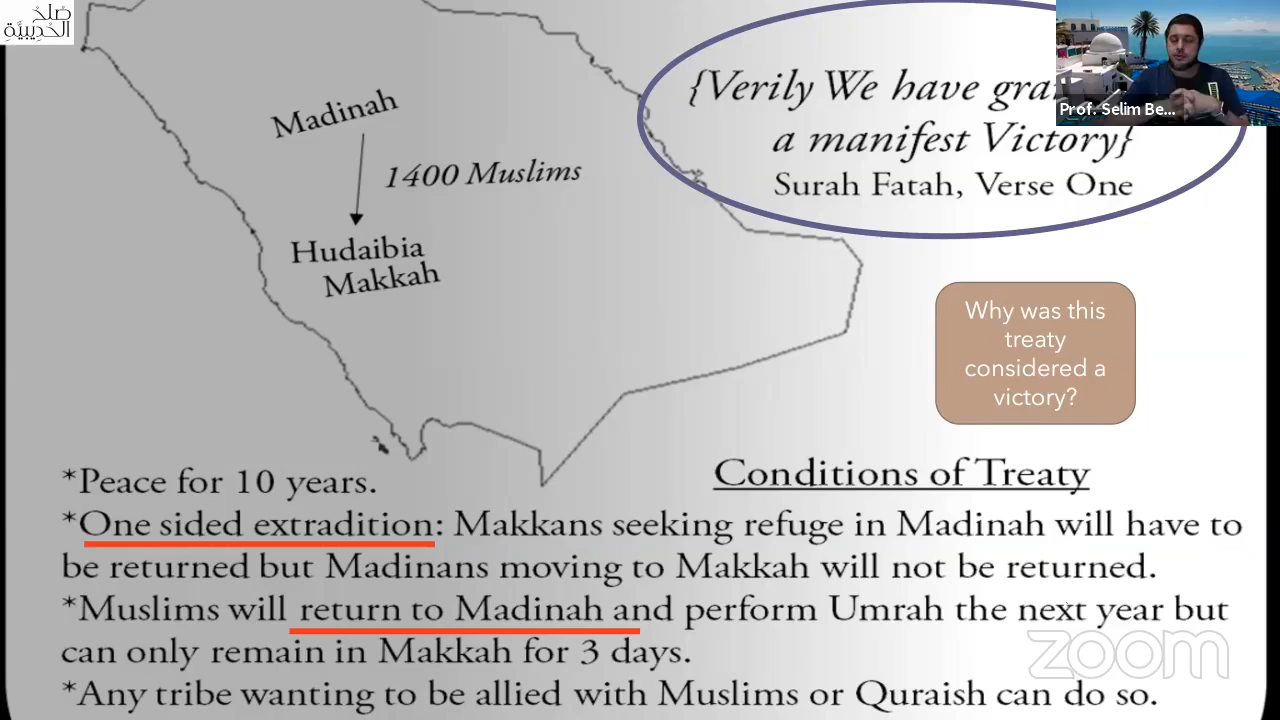 صلح
الحديبية
{Verily We have
a manifest Victory}
Surah Fatah, Verse One
Prof. Selim Be...
Madinah
1400 Muslims
Hudaibia
Makkah
Why was this
treaty
considered a
victory?
Conditions of Treaty
*Peace for 10 years.
*One sided extradition: Makkans seeking refuge in Madinah will have to
be returned but Madinans moving to Makkah will not be returned.
*Muslims will return to Madinah and perform Umrah the next year but
can only remain in Makkah for 3 days.
*Any tribe wanting to be allied with Muslims or Quraish can do so.
zoom